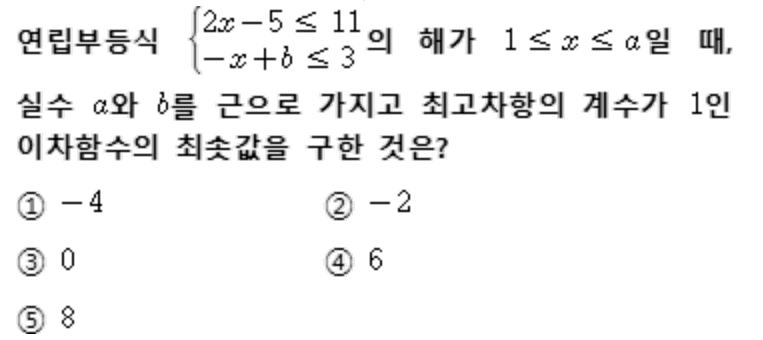 연립부등식 {2x-5 ≤ 11, -x+b ≤ 3 의 해가 1 ≤ x ≤ a일 때,
실수 a와 b를 근으로 가지고 최고차항의 계수가 1인
이차함수의 최솟값을 구한 것은?
① -4 ② -2
③ 0 ④ 6
⑤ 8